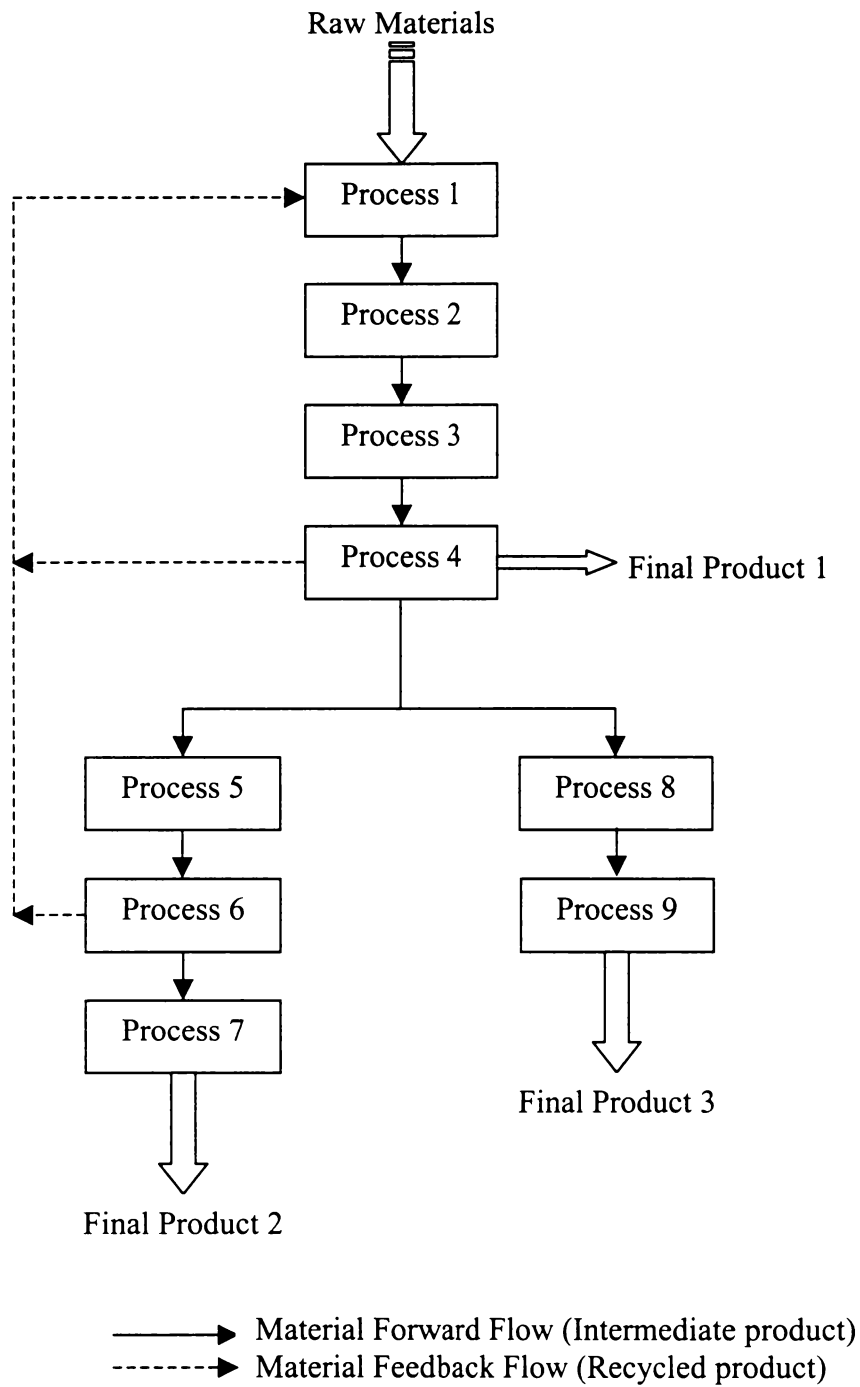 Raw Materials
Process 1
Process 2
Process 3
Process 4
Final Product 1
Process 5
Process 8
Process 6
Process 9
Process 7
Final Product 3
Final Product 2
Material Forward Flow (Intermediate product)
Material Feedback Flow (Recycled product)